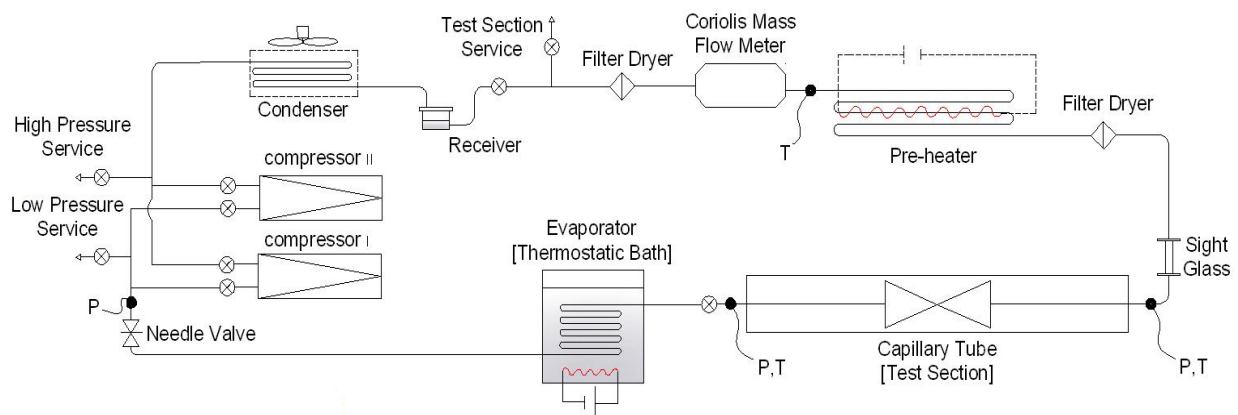 Test Section
Service
Coriolis Mass
Flow Meter
Filter Dryer
Condenser
Receiver
T
Pre-heater
Filter Dryer
High Pressure
Service
compressor II
Low Pressure
Service
compressor I
Evaporator
[Thermostatic Bath]
Sight
Glass
P
Needle Valve
Capillary Tube
[Test Section]
P,T
P,T